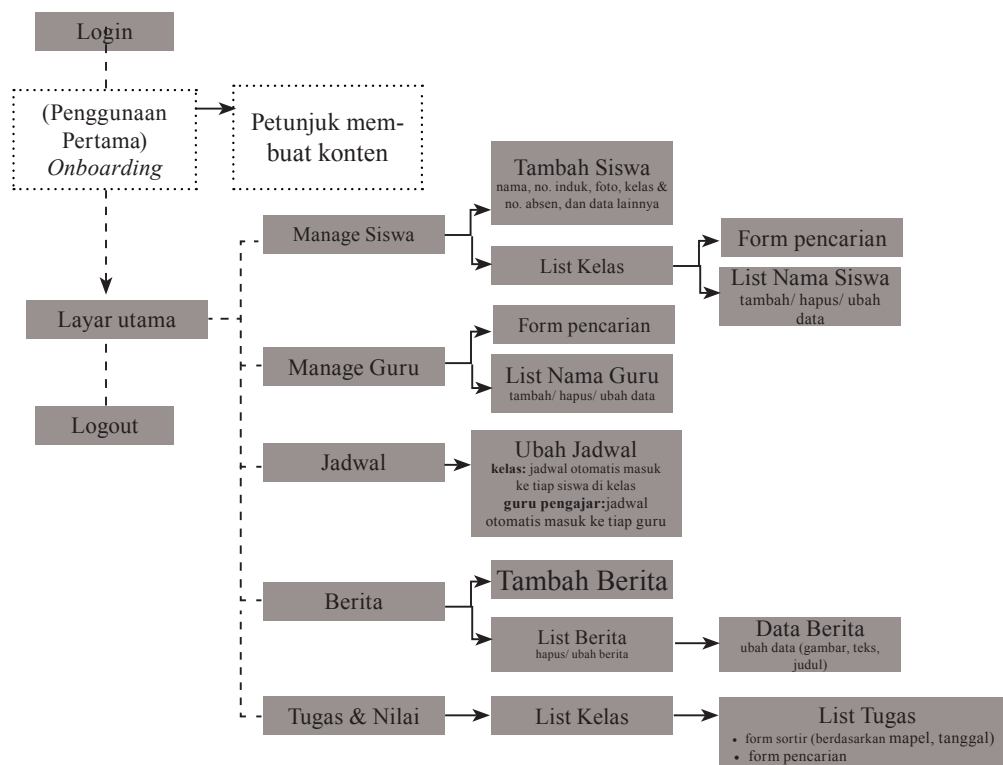 Login
(Penggunaan
Pertama)
Onboarding
Petunjuk mem-
buat konten
Tambah Siswa
nama, no. induk, foto, kelas &
no. absen, dan data lainnya
Manage Siswa
List Kelas
Form pencarian
List Nama Siswa
tambah/ hapus/ ubah
data
Layar utama
Form pencarian
Manage Guru
List Nama Guru
tambah/ hapus/ ubah data
Logout
Jadwal
Ubah Jadwal
kelas: jadwal otomatis masuk
ke tiap siswa di kelas
guru pengajar:jadwal
otomatis masuk ke tiap guru
Tambah Berita
Berita
List Berita
hapus/ ubah berita
Data Berita
ubah data (gambar, teks,
judul)
Tugas & Nilai
List Kelas
List Tugas
• form sortir (berdasarkan mapel, tanggal)
• form pencarian